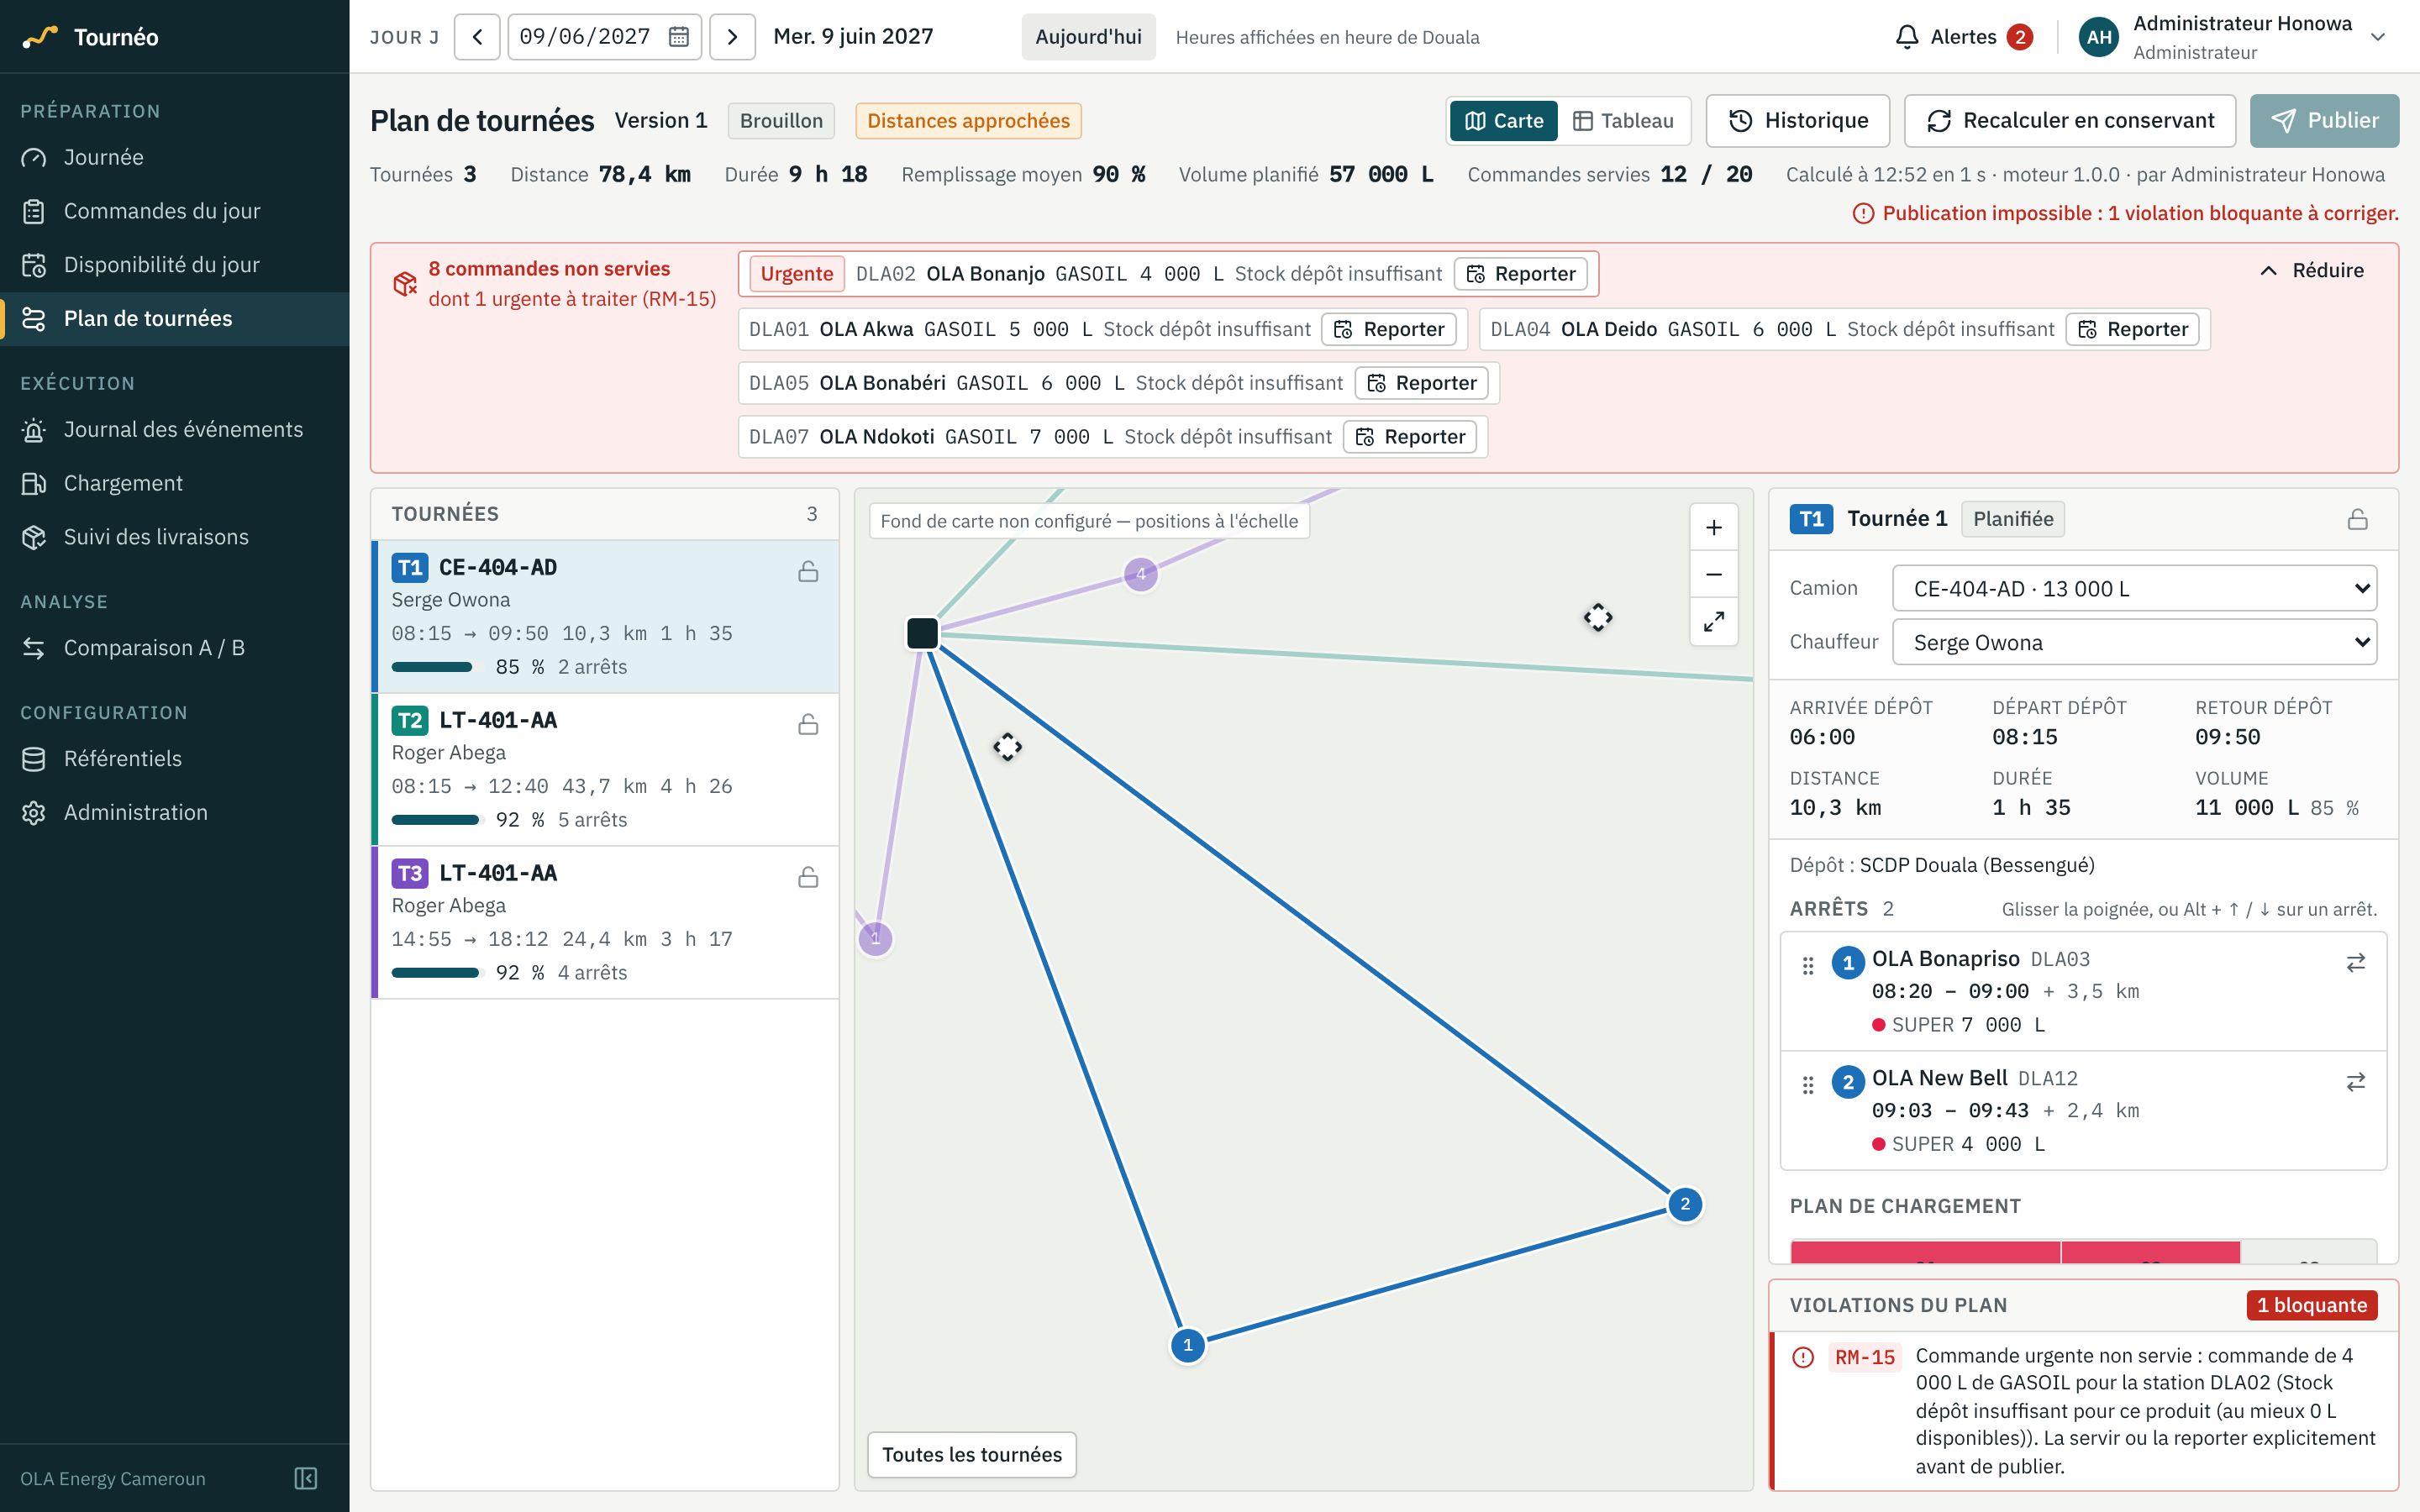 Tournéo
JOUR J
09/06/2027
Mer. 9 juin 2027
Aujourd'hui
Heures affichées en heure de Douala
Alertes 2
AH
Administrateur Honowa
Administrateur
PRÉPARATION
Journée
Commandes du jour
Disponibilité du jour
Plan de tournées
EXÉCUTION
Journal des événements
Chargement
Suivi des livraisons
ANALYSE
Comparaison A / B
CONFIGURATION
Référentiels
Administration
OLA Energy Cameroun
Plan de tournées Version 1 Brouillon Distances approchées
Carte Tableau Historique Recalculer en conservant Publier
Tournées 3 Distance 78,4 km Durée 9 h 18 Remplissage moyen 90 % Volume planifié 57 000 L Commandes servies 12 / 20 Calculé à 12:52 en 1 s · moteur 1.0.0 · par Administrateur Honowa
Publication impossible : 1 violation bloquante à corriger.
8 commandes non servies
dont 1 urgente à traiter (RM-15)
Urgente DLA02 OLA Bonanjo GASOIL 4 000 L Stock dépôt insuffisant Reporter
Réduire
DLA01 OLA Akwa GASOIL 5 000 L Stock dépôt insuffisant Reporter
DLA04 OLA Deido GASOIL 6 000 L Stock dépôt insuffisant Reporter
DLA05 OLA Bonabéri GASOIL 6 000 L Stock dépôt insuffisant Reporter
DLA07 OLA Ndokoti GASOIL 7 000 L Stock dépôt insuffisant Reporter
TOURNÉES 3
T1 CE-404-AD
Serge Owona
08:15 → 09:50 10,3 km 1 h 35
85 % 2 arrêts
T2 LT-401-AA
Roger Abega
08:15 → 12:40 43,7 km 4 h 26
92 % 5 arrêts
T3 LT-401-AA
Roger Abega
14:55 → 18:12 24,4 km 3 h 17
92 % 4 arrêts
Fond de carte non configuré — positions à l'échelle
+
−
4
1
2
1
Toutes les tournées
T1 Tournée 1 Planifiée
Camion CE-404-AD · 13 000 L
Chauffeur Serge Owona
ARRIVÉE DÉPÔT DÉPART DÉPÔT RETOUR DÉPÔT
06:00 08:15 09:50
DISTANCE DURÉE VOLUME
10,3 km 1 h 35 11 000 L 85 %
Dépôt : SCDP Douala (Bessengué)
ARRÊTS 2 Glisser la poignée, ou Alt + ↑ / ↓ sur un arrêt.
1 OLA Bonapriso DLA03
08:20 – 09:00 + 3,5 km
SUPER 7 000 L
2 OLA New Bell DLA12
09:03 – 09:43 + 2,4 km
SUPER 4 000 L
PLAN DE CHARGEMENT
VIOLATIONS DU PLAN 1 bloquante
RM-15 Commande urgente non servie : commande de 4
000 L de GASOIL pour la station DLA02 (Stock
dépôt insuffisant pour ce produit (au mieux 0 L
disponibles)). La servir ou la reporter explicitement
avant de publier.